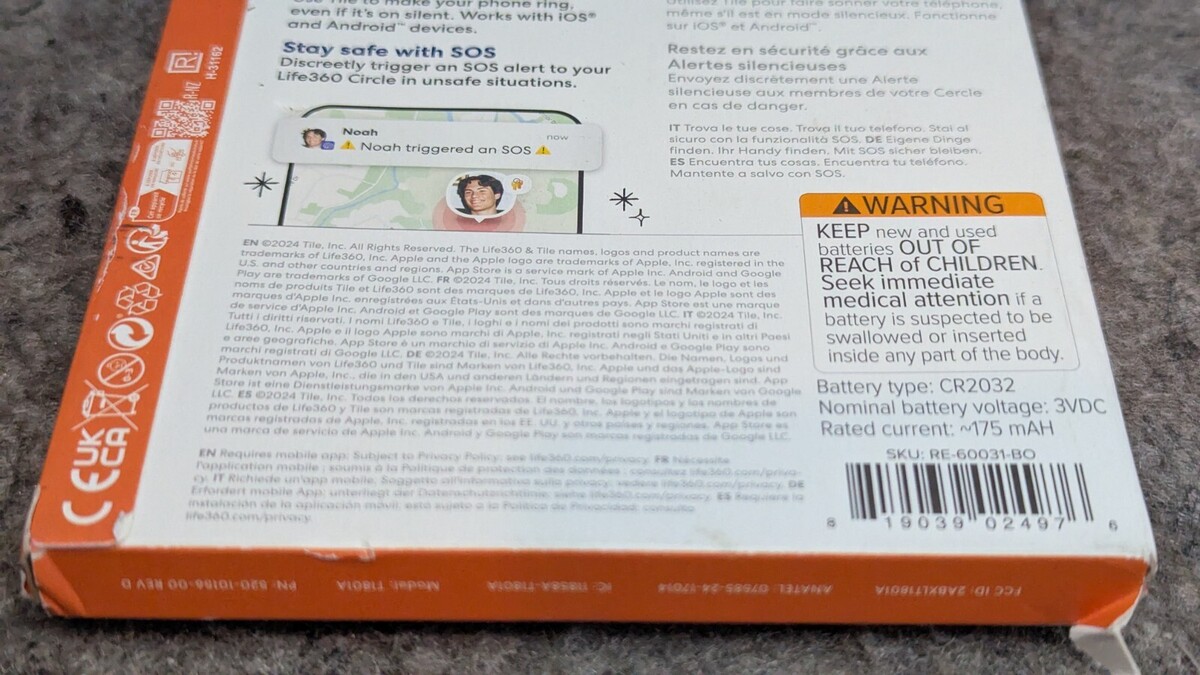 Use Tile to make your phone ring,
even if it's on silent. Works with iOS®
and Android™ devices.
Stay safe with SOS
Discreetly trigger an SOS alert to your
Life360 Circle in unsafe situations.
Noah
now
⚠ Noah triggered an SOS ⚠
Utilisez Tile pour faire sonner votre téléphone,
même s'il est en mode silencieux. Fonctionne
sur iOS® et Android™.
Restez en sécurité grâce aux
Alertes silencieuses
Envoyez discrètement une Alerte
silencieuse aux membres de votre Cercle
en cas de danger.
IT Trova le tue cose. Trova il tuo telefono. Stai al
sicuro con la funzionalità SOS. DE Eigene Dinge
finden. Ihr Handy finden. Mit SOS sicher bleiben.
ES Encuentra tus cosas. Encuentra tu teléfono.
Mantente a salvo con SOS.
⚠ WARNING
KEEP new and used
batteries OUT OF
REACH of CHILDREN.
Seek immediate
medical attention if a
battery is suspected to be
swallowed or inserted
inside any part of the body.
Battery type: CR2032
Nominal battery voltage: 3VDC
Rated current: ~175 mAH
SKU: RE-60031-BO
8 19039 02497 6
EN ©2024 Tile, Inc. All Rights Reserved. The Life360 & Tile names, logos and product names are
trademarks of Life360, Inc. Apple and the Apple logo are trademarks of Apple Inc. registered in the
U.S. and other countries and regions. App Store is a service mark of Apple Inc. Android and Google
Play are trademarks of Google LLC. FR ©2024 Tile, Inc. Tous droits réservés. Le nom, le logo et les
noms de produits Tile et Life360 sont des marques de Life360, Inc. Apple et le logo Apple sont des
marques d'Apple Inc. enregistrées aux États-Unis et dans d'autres pays. App Store est une marque
de service d'Apple Inc. Android et Google Play sont des marques de Google LLC. IT ©2024 Tile, Inc.
Tutti i diritti riservati. I nomi Life360 e Tile, i loghi e i nomi dei prodotti sono marchi registrati di
Life360, Inc. Apple e il logo Apple sono marchi di Apple, Inc. registrati negli Stati Uniti e in altri Paesi
e aree geografiche. App Store è un marchio di servizio di Apple Inc. Android e Google Play sono
marchi registrati di Google LLC. DE ©2024 Tile, Inc. Alle Rechte vorbehalten. Die Namen, Logos und
Produktnamen von Life360 und Tile sind Marken von Life360, Inc. Apple und das Apple-Logo sind
Marken von Apple, Inc., die in den USA und anderen Ländern und Regionen eingetragen sind. App
Store ist eine Dienstleistungsmarke von Apple Inc. Android und Google Play sind Marken von Google
LLC. ES ©2024 Tile, Inc. Todos los derechos reservados. El nombre, los logotipos y los nombres de
productos de Life360 y Tile son marcas registradas de Life360, Inc. Apple y el logotipo de Apple son
marcas registradas de Apple, Inc. registradas en los EE. UU. y otros países y regiones. App Store es
una marca de servicio de Apple Inc. Android y Google Play son marcas registradas de Google LLC.
EN Requires mobile app: Subject to Privacy Policy: see life360.com/privacy. FR Nécessite
l'application mobile ; soumis à la Politique de protection des données : consultez life360.com/priva-
cy. IT Richiede un'app mobile. Soggetto all'informativa sulla privacy: vedere life360.com/privacy. DE
Erfordert mobile App; unterliegt der Datenschutzrichtlinie; siehe life360.com/privacy. ES Requiere la
instalación de la aplicación móvil, está sujeto a la Política de Privacidad: consulta
life360.com/privacy.
R
H-31162
R-NZ
FR
CE UK CA
FCC ID: 2ABXLT1801A
ANATEL: 07585-24-17014
IC: 11858A-T1801A
Model: T1801A
PN: 820-10186-00 REV D